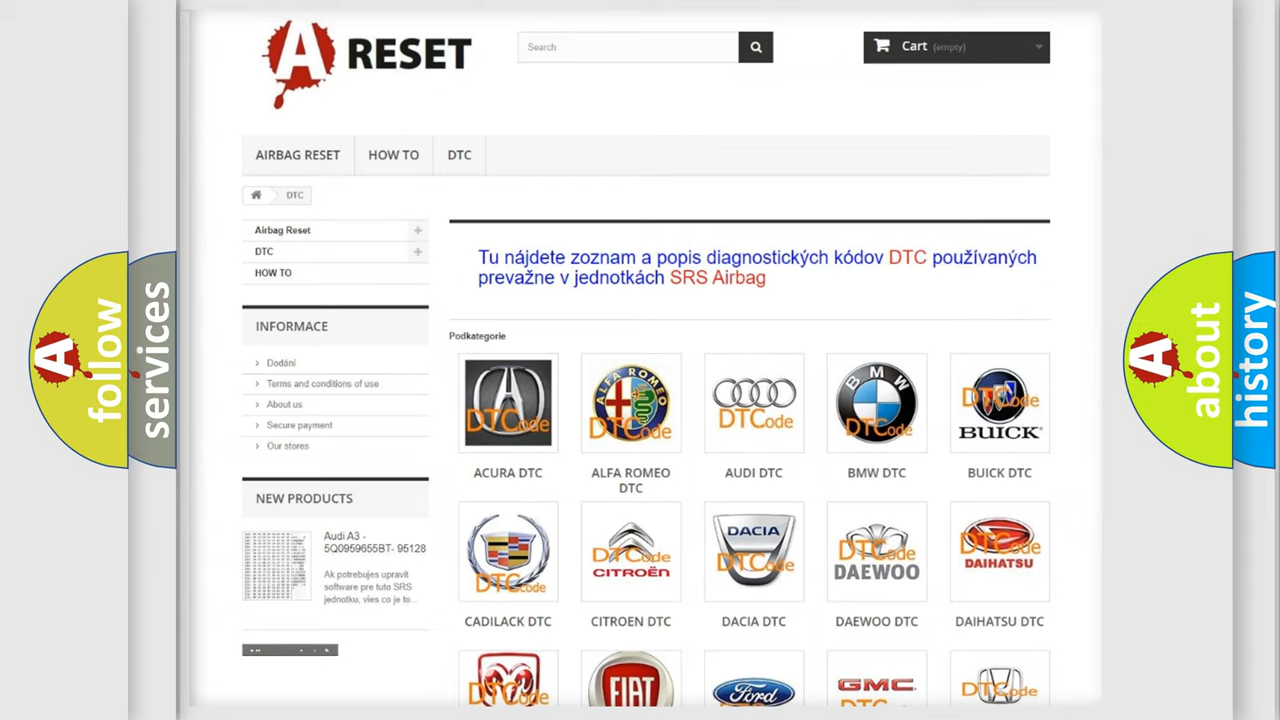 A RESET
Search
Cart (empty)
AIRBAG RESET
HOW TO
DTC
DTC
Airbag Reset
DTC
HOW TO
Tu nájdete zoznam a popis diagnostických kódov DTC používaných
prevažne v jednotkách SRS Airbag
INFORMACE
Dodání
Terms and conditions of use
About us
Secure payment
Our stores
NEW PRODUCTS
Audi A3 -
5Q0959655BT- 95128
Ak potrebujes upravit
software pre tuto SRS
jednotku, vies co je to...
Podkategorie
DTCode
ACURA DTC
ALFA ROMEO
DTCode
ALFA ROMEO
DTC
DTCode
AUDI DTC
BMW
DTCode
BMW DTC
DTCode
BUICK
BUICK DTC
DTCode
CADILACK DTC
DTCode
CITROËN
CITROEN DTC
DACIA
DTCode
DACIA DTC
DTCode
DAEWOO
DAEWOO DTC
DTCode
DAIHATSU
DAIHATSU DTC
DTCode
FIAT
Ford
GMC
DTCode
A
follow
services
A
about
history